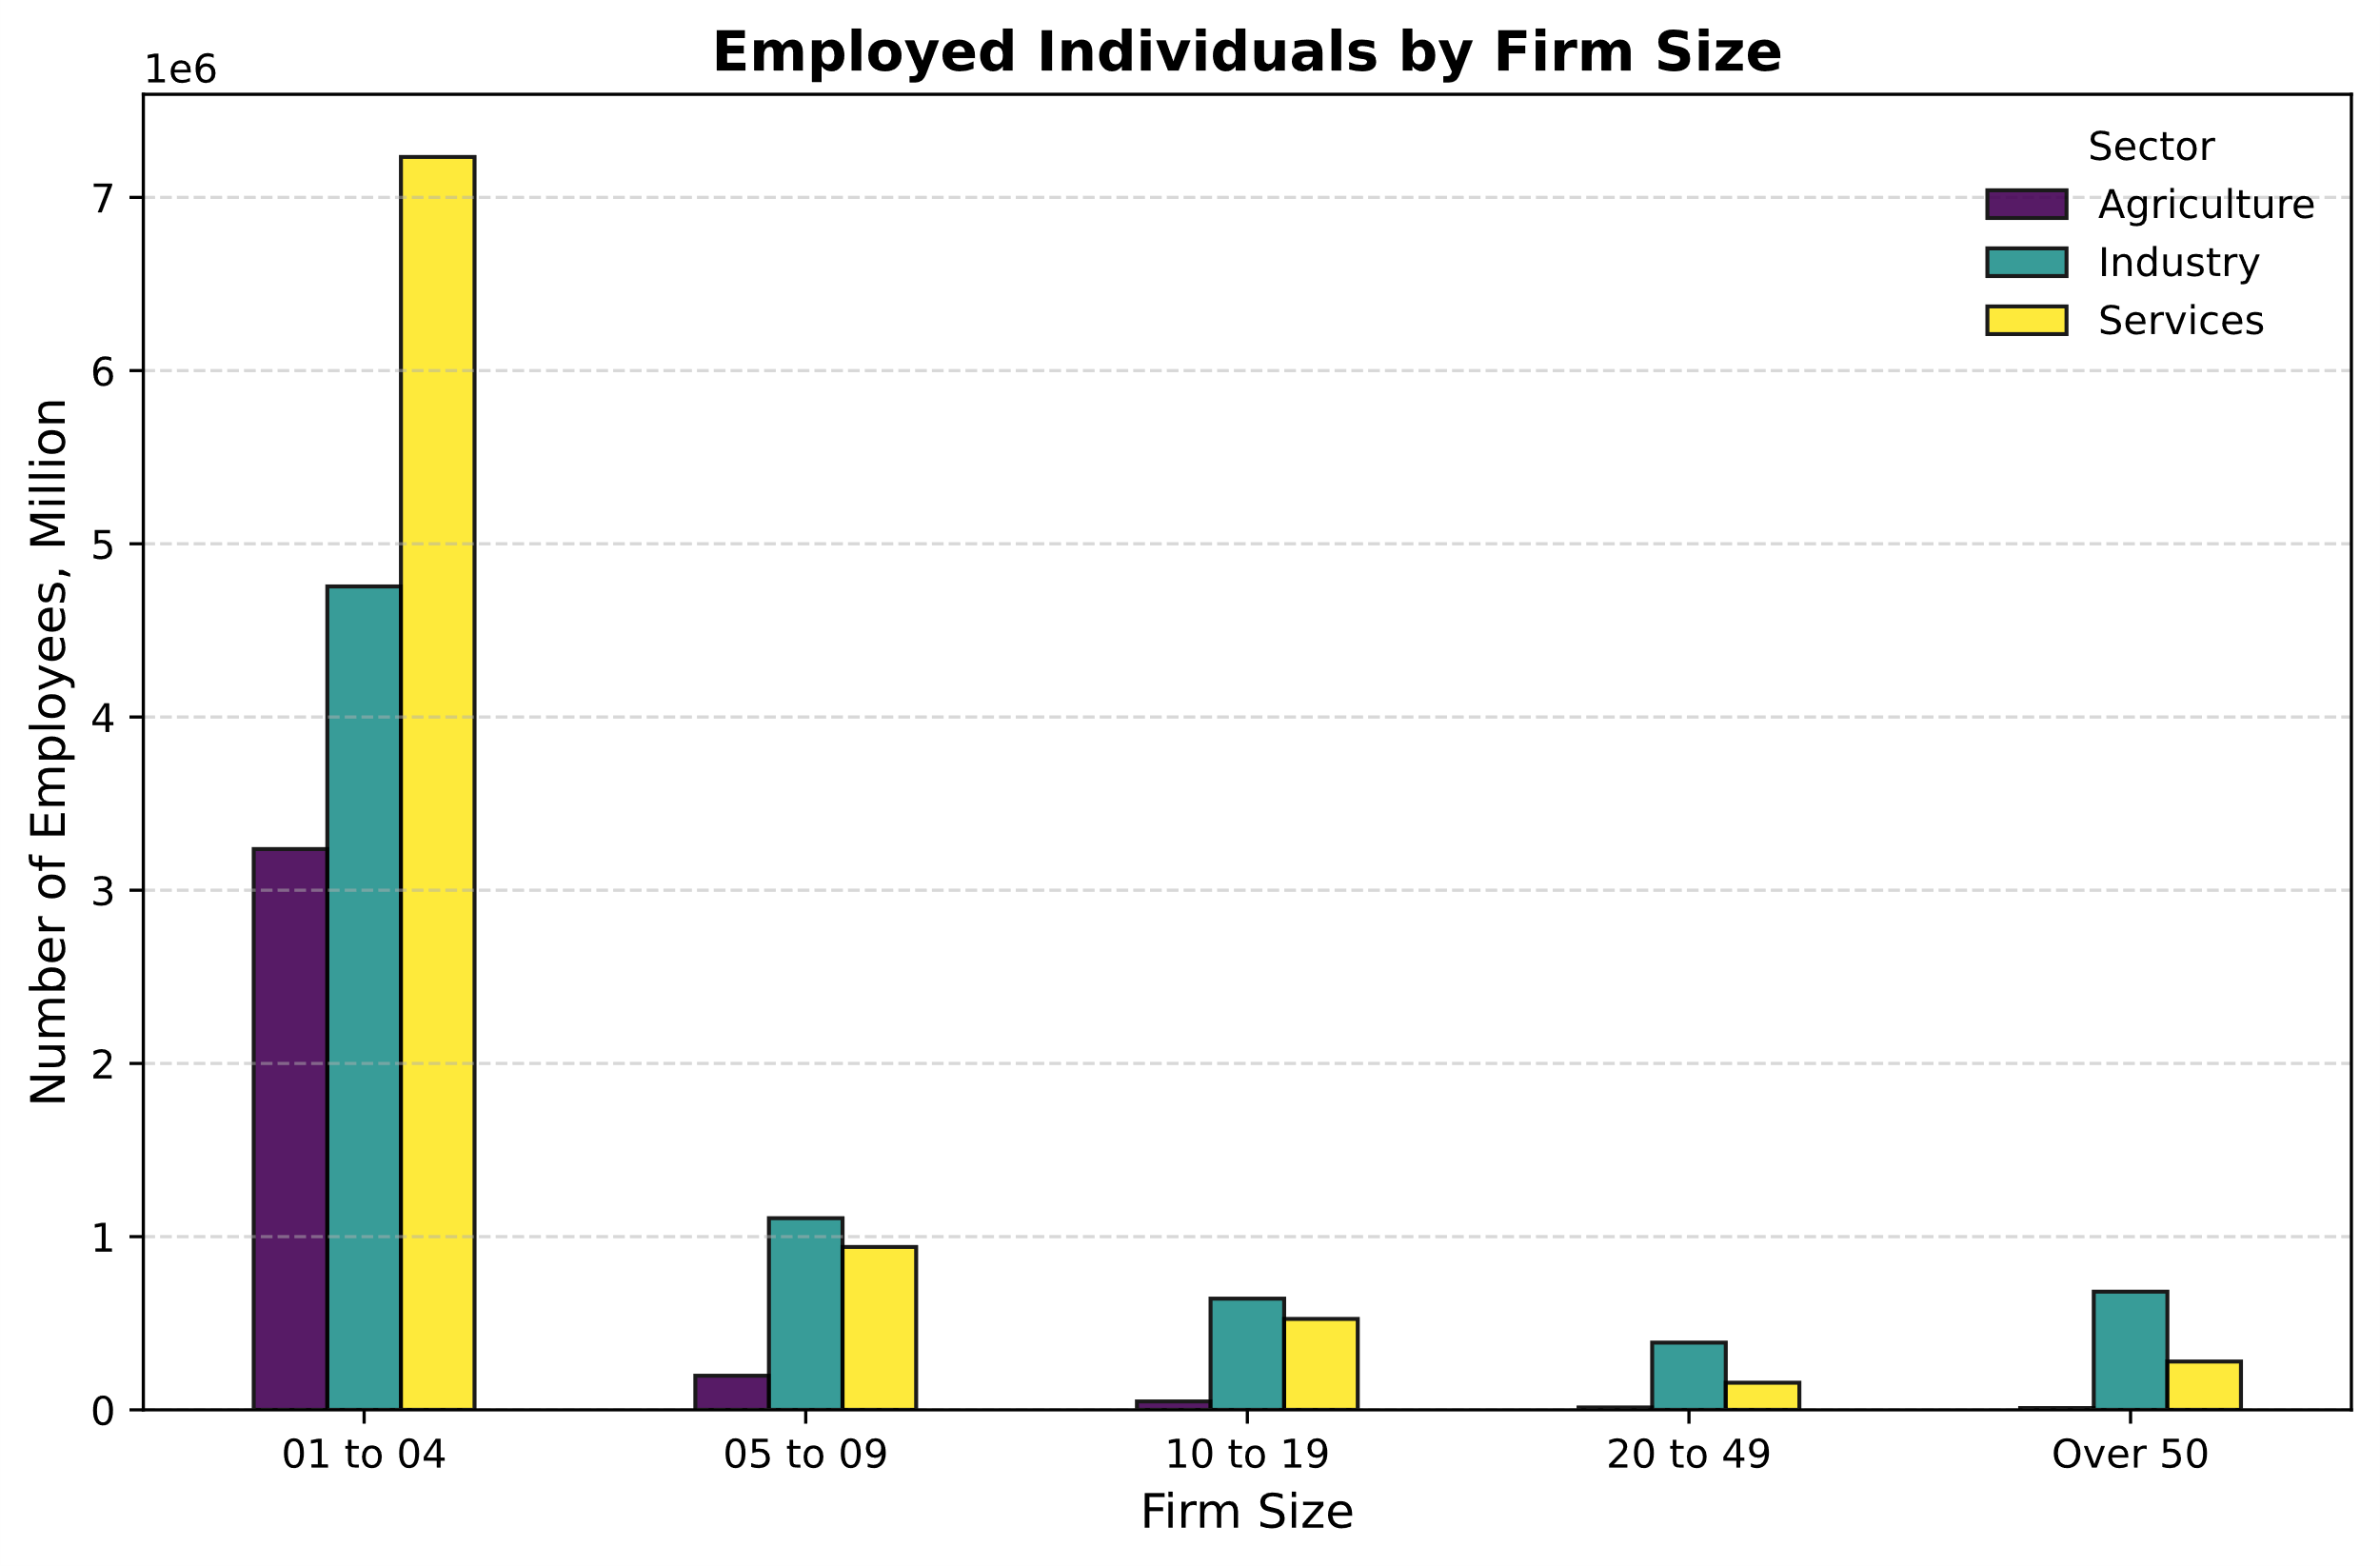 Employed Individuals by Firm Size
1e6
Sector
Agriculture
Industry
Services
7
6
5
4
3
2
1
0
Number of Employees, Million
01 to 04
05 to 09
10 to 19
20 to 49
Over 50
Firm Size